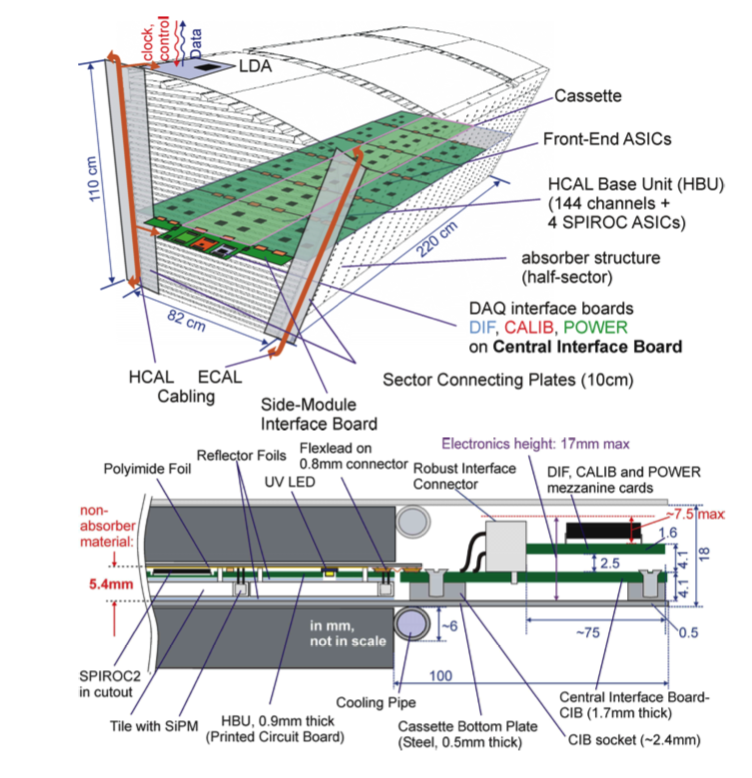 clock,
control
Data
LDA
Cassette
Front-End ASICs
110 cm
HCAL Base Unit (HBU)
(144 channels +
4 SPIROC ASICs)
220 cm
absorber structure
(half-sector)
82 cm
DAQ interface boards
DIF, CALIB, POWER
on Central Interface Board
HCAL ECAL
Cabling
Sector Connecting Plates (10cm)
Side-Module
Interface Board
Electronics height: 17mm max
Polyimide Foil
Reflector Foils
Flexlead on
0.8mm connector
UV LED
Robust Interface
Connector
DIF, CALIB and POWER
mezzanine cards
non-
absorber
material:
5.4mm
~7.5 max
1.6
18
4.1
2.5
4.1
in mm,
not in scale
~6
~75
0.5
100
SPIROC2
in cutout
Tile with SiPM
HBU, 0.9mm thick
(Printed Circuit Board)
Cooling Pipe
Cassette Bottom Plate
(Steel, 0.5mm thick)
Central Interface Board-
CIB (1.7mm thick)
CIB socket (~2.4mm)